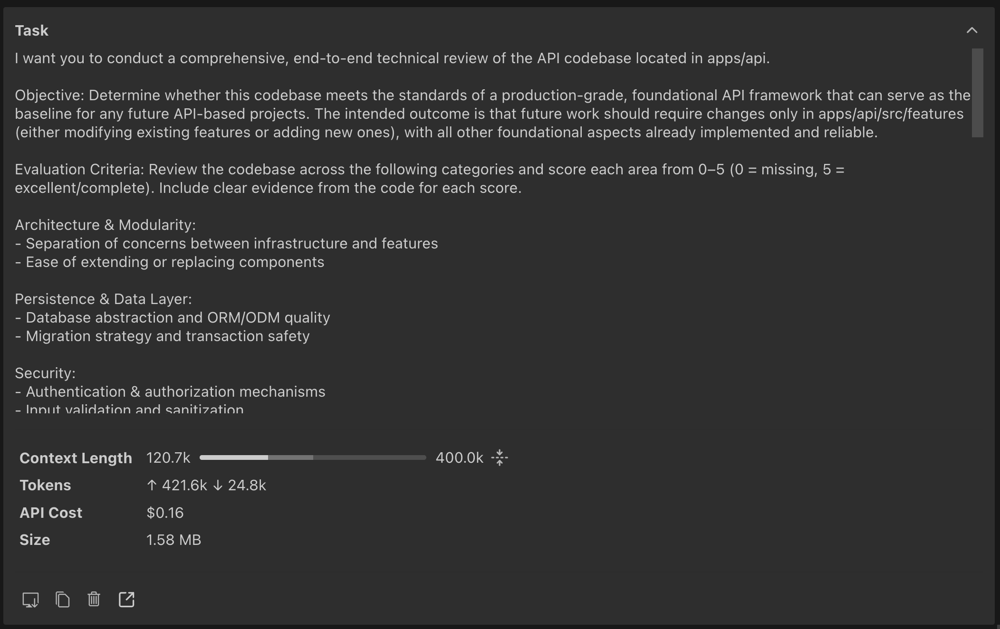 Task
I want you to conduct a comprehensive, end-to-end technical review of the API codebase located in apps/api.
Objective: Determine whether this codebase meets the standards of a production-grade, foundational API framework that can serve as the
baseline for any future API-based projects. The intended outcome is that future work should require changes only in apps/api/src/features
(either modifying existing features or adding new ones), with all other foundational aspects already implemented and reliable.
Evaluation Criteria: Review the codebase across the following categories and score each area from 0–5 (0 = missing, 5 =
excellent/complete). Include clear evidence from the code for each score.
Architecture & Modularity:
- Separation of concerns between infrastructure and features
- Ease of extending or replacing components
Persistence & Data Layer:
- Database abstraction and ORM/ODM quality
- Migration strategy and transaction safety
Security:
- Authentication & authorization mechanisms
- Input validation and sanitization
Context Length 120.7k 400.0k
Tokens ↑ 421.6k ↓ 24.8k
API Cost $0.16
Size 1.58 MB